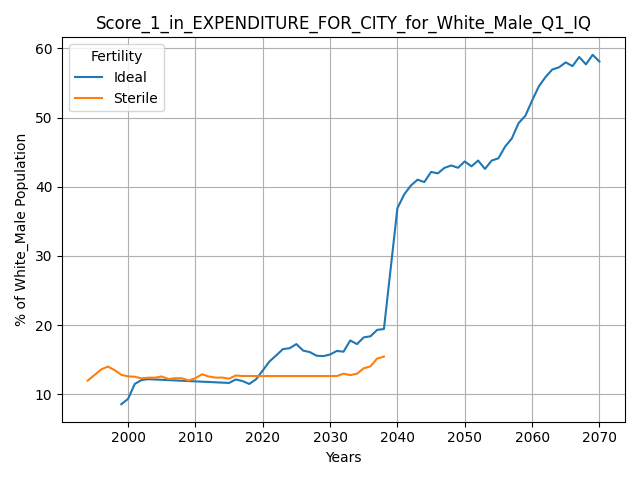 Score_1_in_EXPENDITURE_FOR_CITY_for_White_Male_Q1_IQ
Fertility
Ideal
Sterile
% of White_Male Population
60
50
40
30
20
10
2000 2010 2020 2030 2040 2050 2060 2070
Years